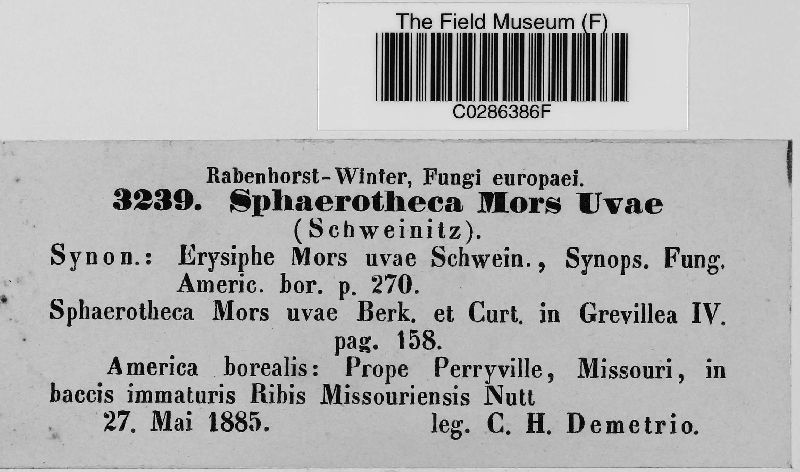 The Field Museum (F)
C0286386F
Rabenhorst-Winter, Fungi europaei.
3239. Sphaerotheca Mors Uvae
(Schweinitz).
Synon.: Erysiphe Mors uvae Schwein., Synops. Fung.
Americ. bor. p. 270.
Sphaerotheca Mors uvae Berk. et Curt. in Grevillea IV.
pag. 158.
America borealis: Prope Perryville, Missouri, in
baccis immaturis Ribis Missouriensis Nutt
27. Mai 1885. leg. C. H. Demetrio.